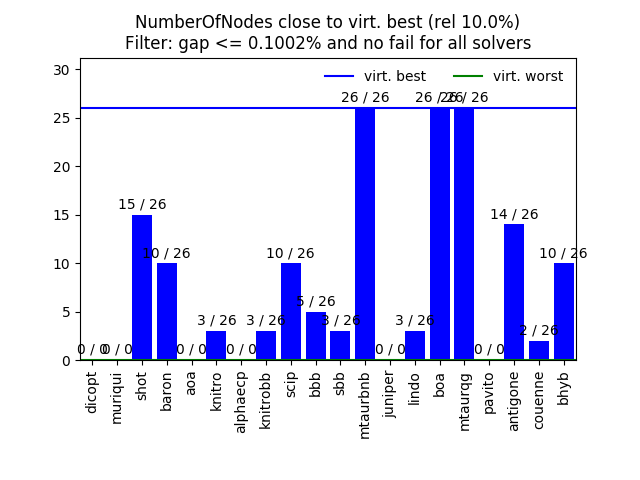 NumberOfNodes close to virt. best (rel 10.0%)
Filter: gap <= 0.1002% and no fail for all solvers
virt. best
virt. worst
30
25
20
15
10
5
0
0 / 0
0 / 0
15 / 26
10 / 26
0 / 0
3 / 26
0 / 0
3 / 26
10 / 26
5 / 26
3 / 26
26 / 26
0 / 0
3 / 26
26 / 26
26 / 26
0 / 0
14 / 26
2 / 26
10 / 26
dicopt
muriqui
shot
baron
aoa
knitro
alphaecp
knitrobb
scip
bbb
sbb
mtaurbnb
juniper
lindo
boa
mtaurqg
pavito
antigone
couenne
bhyb